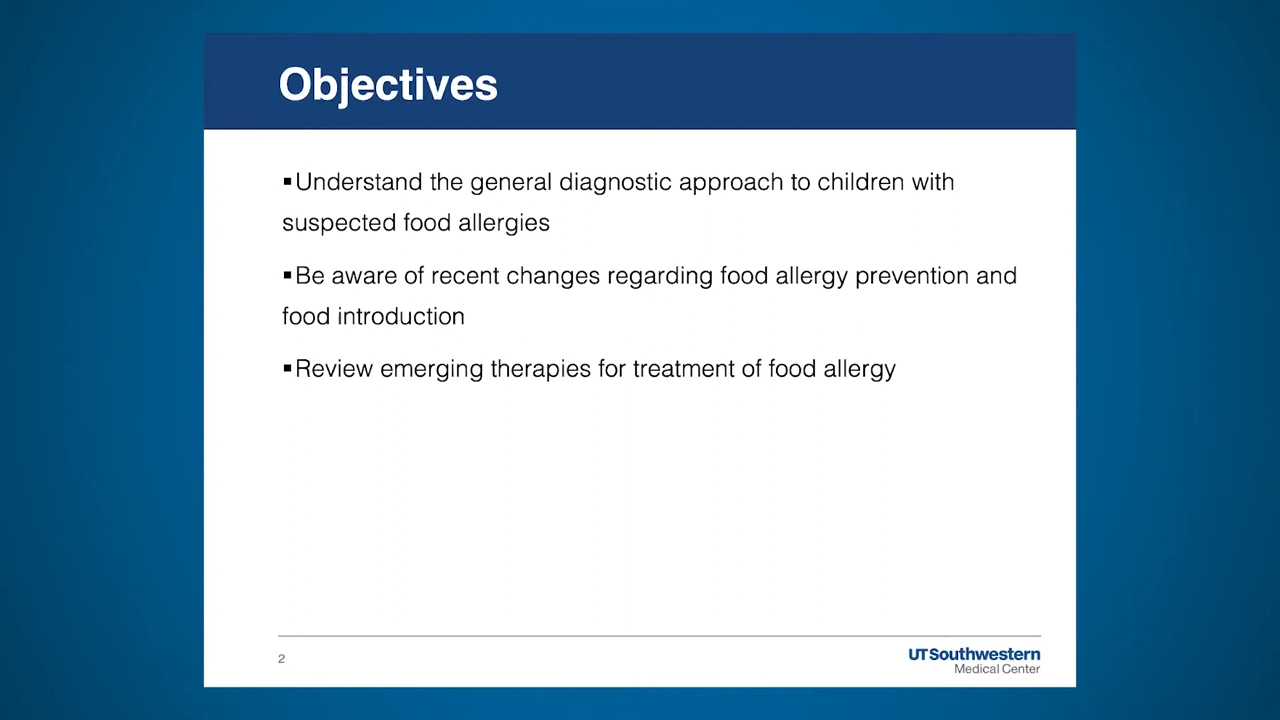 Objectives
▪Understand the general diagnostic approach to children with
suspected food allergies
▪Be aware of recent changes regarding food allergy prevention and
food introduction
▪Review emerging therapies for treatment of food allergy
2
UTSouthwestern
Medical Center